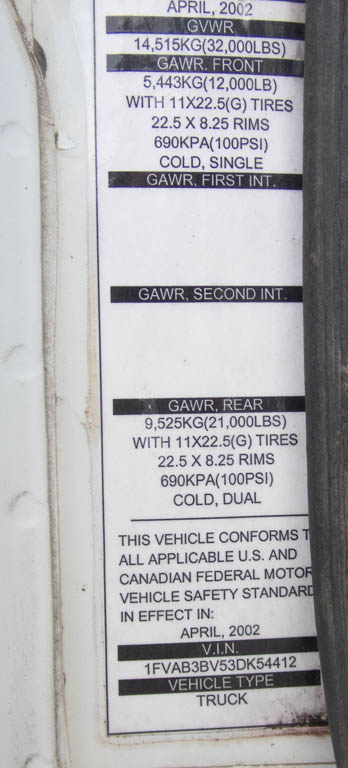 APRIL, 2002
GVWR
14,515KG(32,000LBS)
GAWR. FRONT
5,443KG(12,000LB)
WITH 11X22.5(G) TIRES
22.5 X 8.25 RIMS
690KPA(100PSI)
COLD, SINGLE
GAWR, FIRST INT.
GAWR, SECOND INT.
GAWR, REAR
9,525KG(21,000LBS)
WITH 11X22.5(G) TIRES
22.5 X 8.25 RIMS
690KPA(100PSI)
COLD, DUAL
THIS VEHICLE CONFORMS T
ALL APPLICABLE U.S. AND
CANADIAN FEDERAL MOTOR
VEHICLE SAFETY STANDARD
IN EFFECT IN:
APRIL, 2002
V.I.N.
1FVAB3BV53DK54412
VEHICLE TYPE
TRUCK